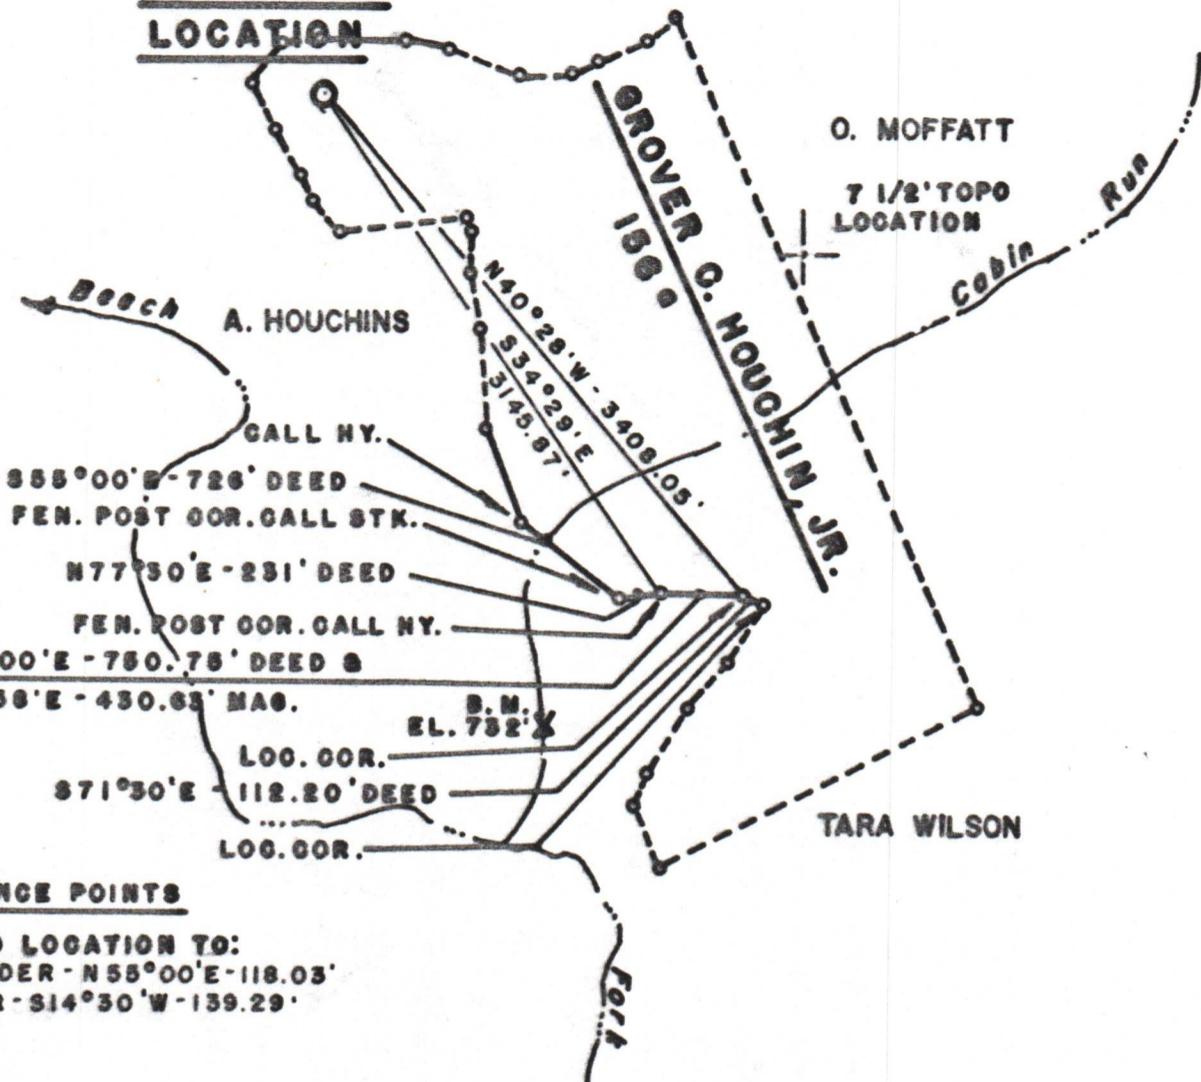 LOCATION
O. MOFFATT
7 1/2' TOPO
LOCATION
Cabin Run
GROVER C. HOUCHIN, JR.
156 a
Beech
A. HOUCHINS
N40°28'W - 3408.05'
S34°29'E
3145.87'
CALL HY.
S55°00'E - 726' DEED
FEN. POST COR. CALL STK.
N77°30'E - 231' DEED
FEN. POST COR. CALL HY.
00'E - 750.75' DEED &
'E - 430.63' MAG.
B.M.
EL. 732' X
LOC. COR.
S71°30'E - 112.20' DEED
LOC. COR.
TARA WILSON
NCE POINTS
LOCATION TO:
DER - N55°00'E - 118.03'
R - S14°30'W - 139.29'
Fork